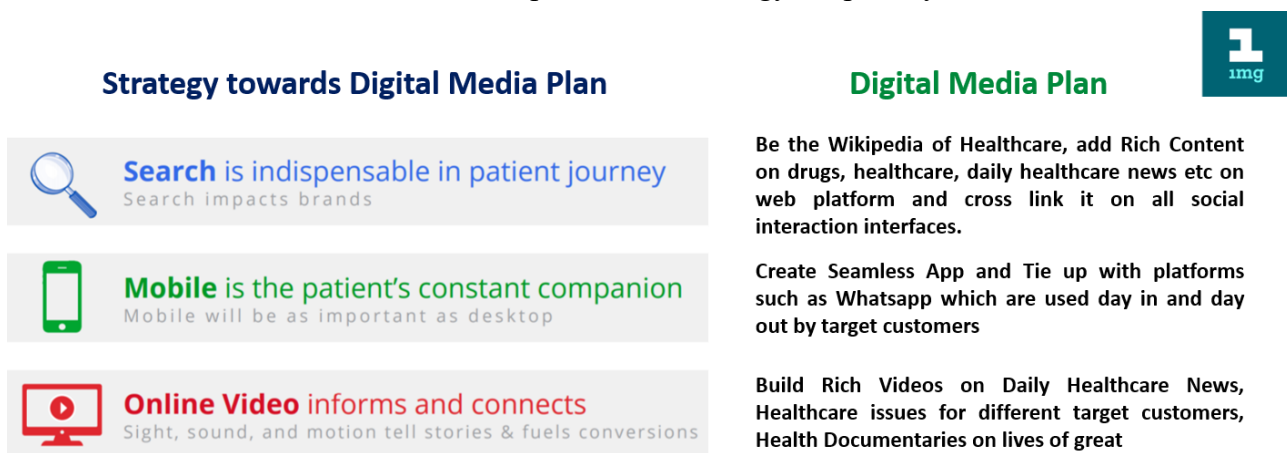 1mg
Strategy towards Digital Media Plan
Search is indispensable in patient journey
Search impacts brands
Mobile is the patient's constant companion
Mobile will be as important as desktop
Online Video informs and connects
Sight, sound, and motion tell stories & fuels conversions
Digital Media Plan
Be the Wikipedia of Healthcare, add Rich Content
on drugs, healthcare, daily healthcare news etc on
web platform and cross link it on all social
interaction interfaces.
Create Seamless App and Tie up with platforms
such as Whatsapp which are used day in and day
out by target customers
Build Rich Videos on Daily Healthcare News,
Healthcare issues for different target customers,
Health Documentaries on lives of great